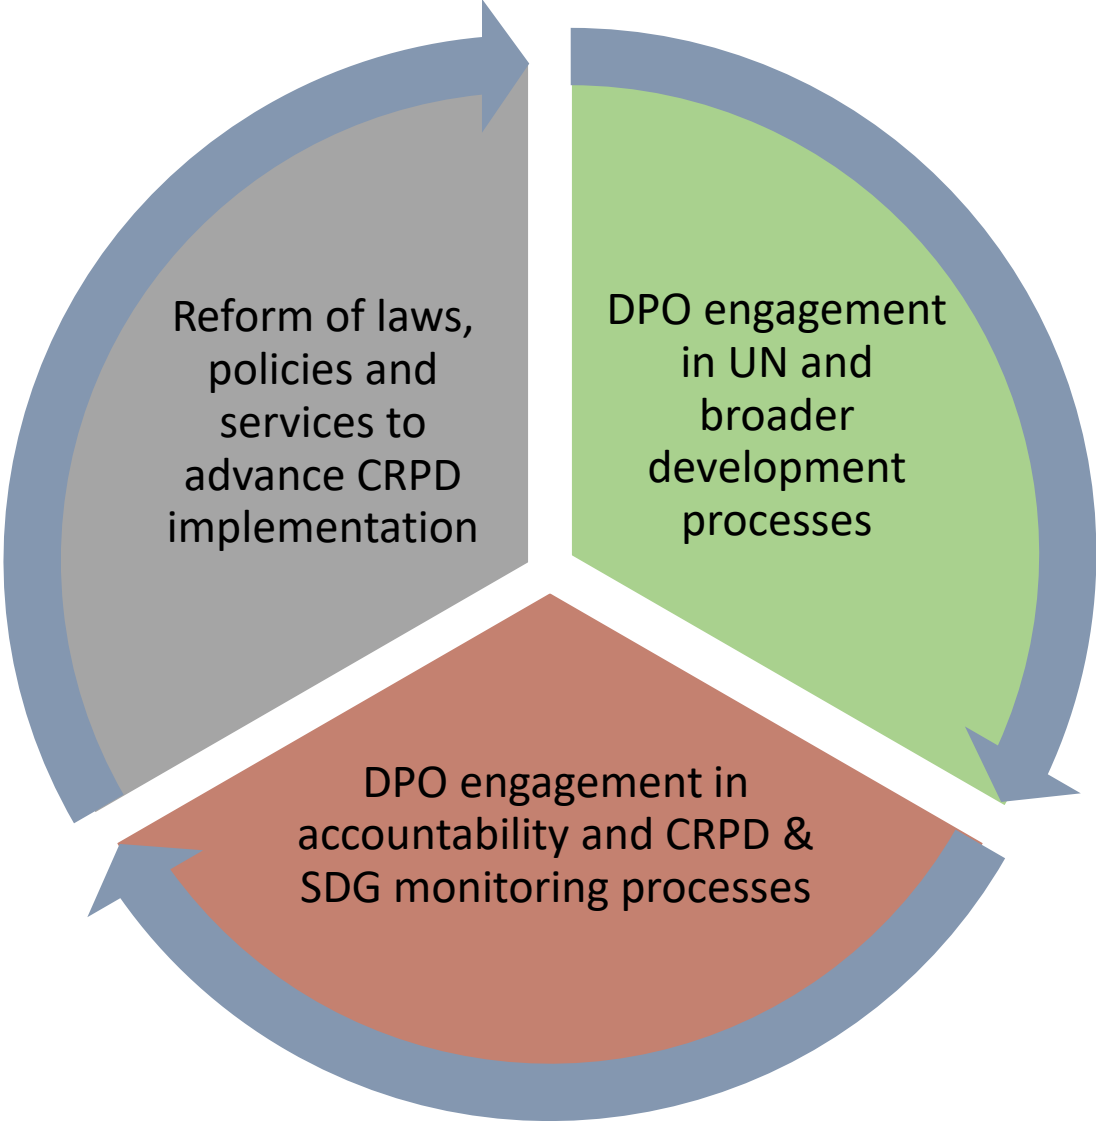 Reform of laws,
policies and
services to
advance CRPD
implementation
DPO engagement
in UN and
broader
development
processes
DPO engagement in
accountability and CRPD &
SDG monitoring processes